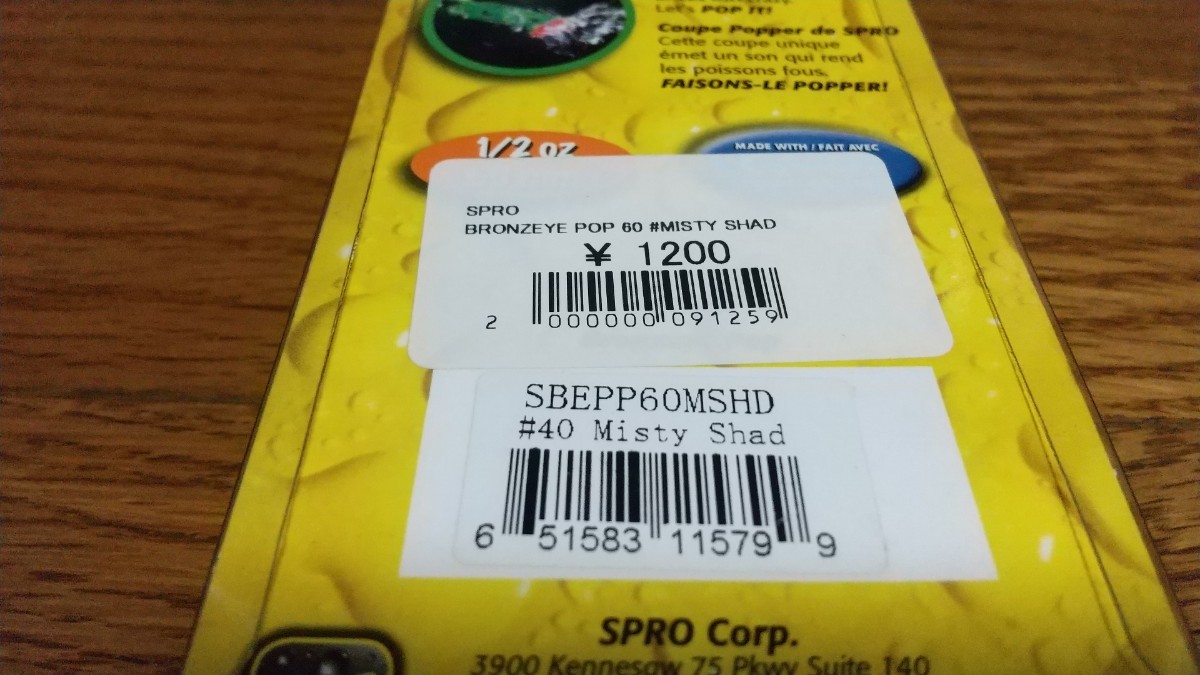 Let's POP IT!
Coupe Popper de SPRO
Cette coupe unique
émet un son qui rend
les poissons fous.
FAISONS-LE POPPER!
1/2 oz
MADE WITH / FAIT AVEC
SPRO
BRONZEYE POP 60 #MISTY SHAD
¥ 1200
2 000000 091259
SBEPP60MSHD
#40 Misty Shad
6 51583 11579 9
SPRO Corp.
3900 Kennesaw 75 Pkwy Suite 140